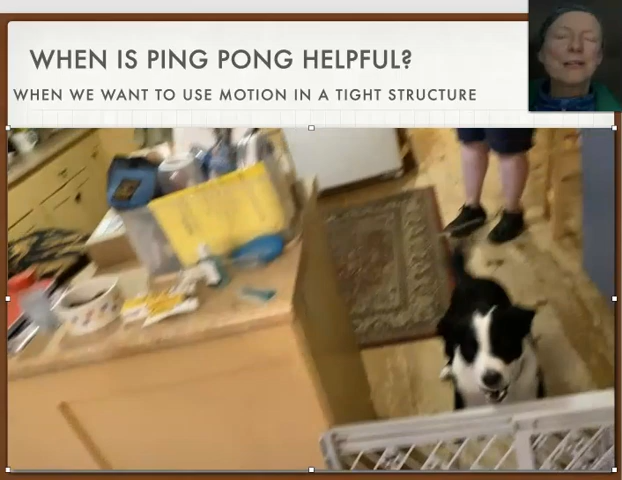 WHEN IS PING PONG HELPFUL?
WHEN WE WANT TO USE MOTION IN A TIGHT STRUCTURE